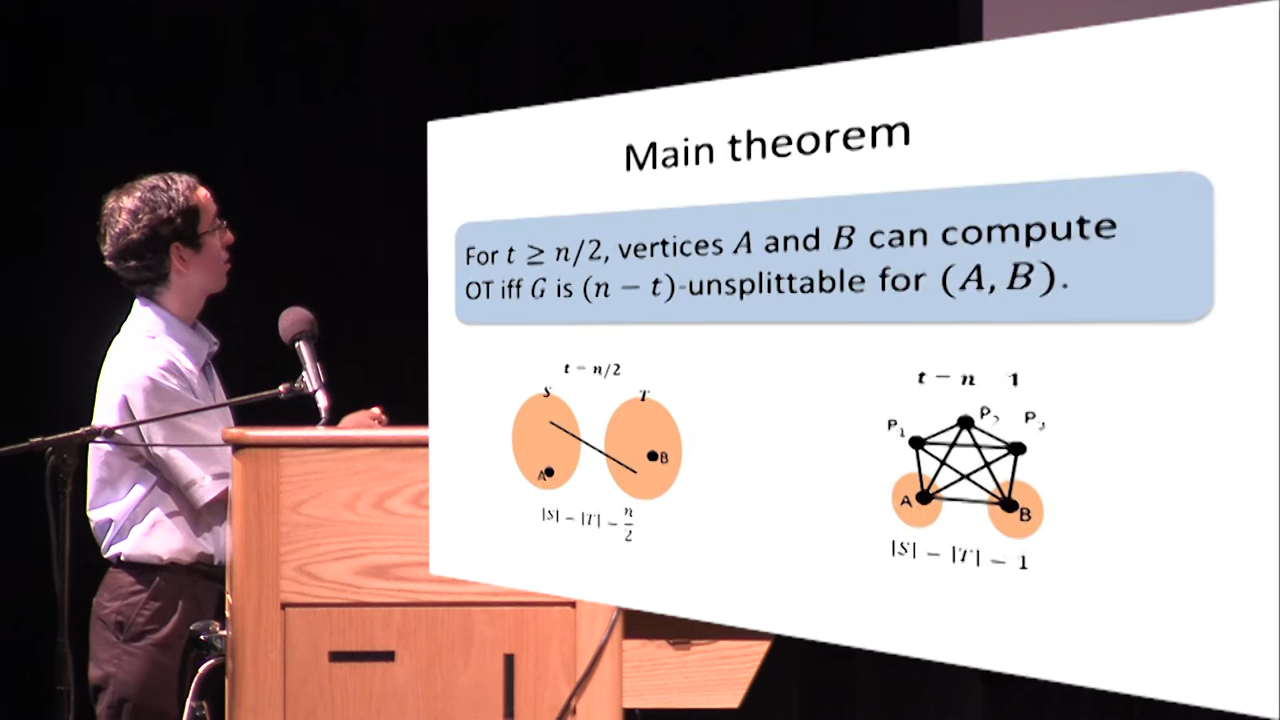 Main theorem
For t ≥ n/2, vertices A and B can compute
OT iff G is (n − t)-unsplittable for (A, B).
t − n/2
S T
A B
|S| − |T| − n/2
t − n 1
P₁ P₂ P₃
A B
|S| − |T| − 1